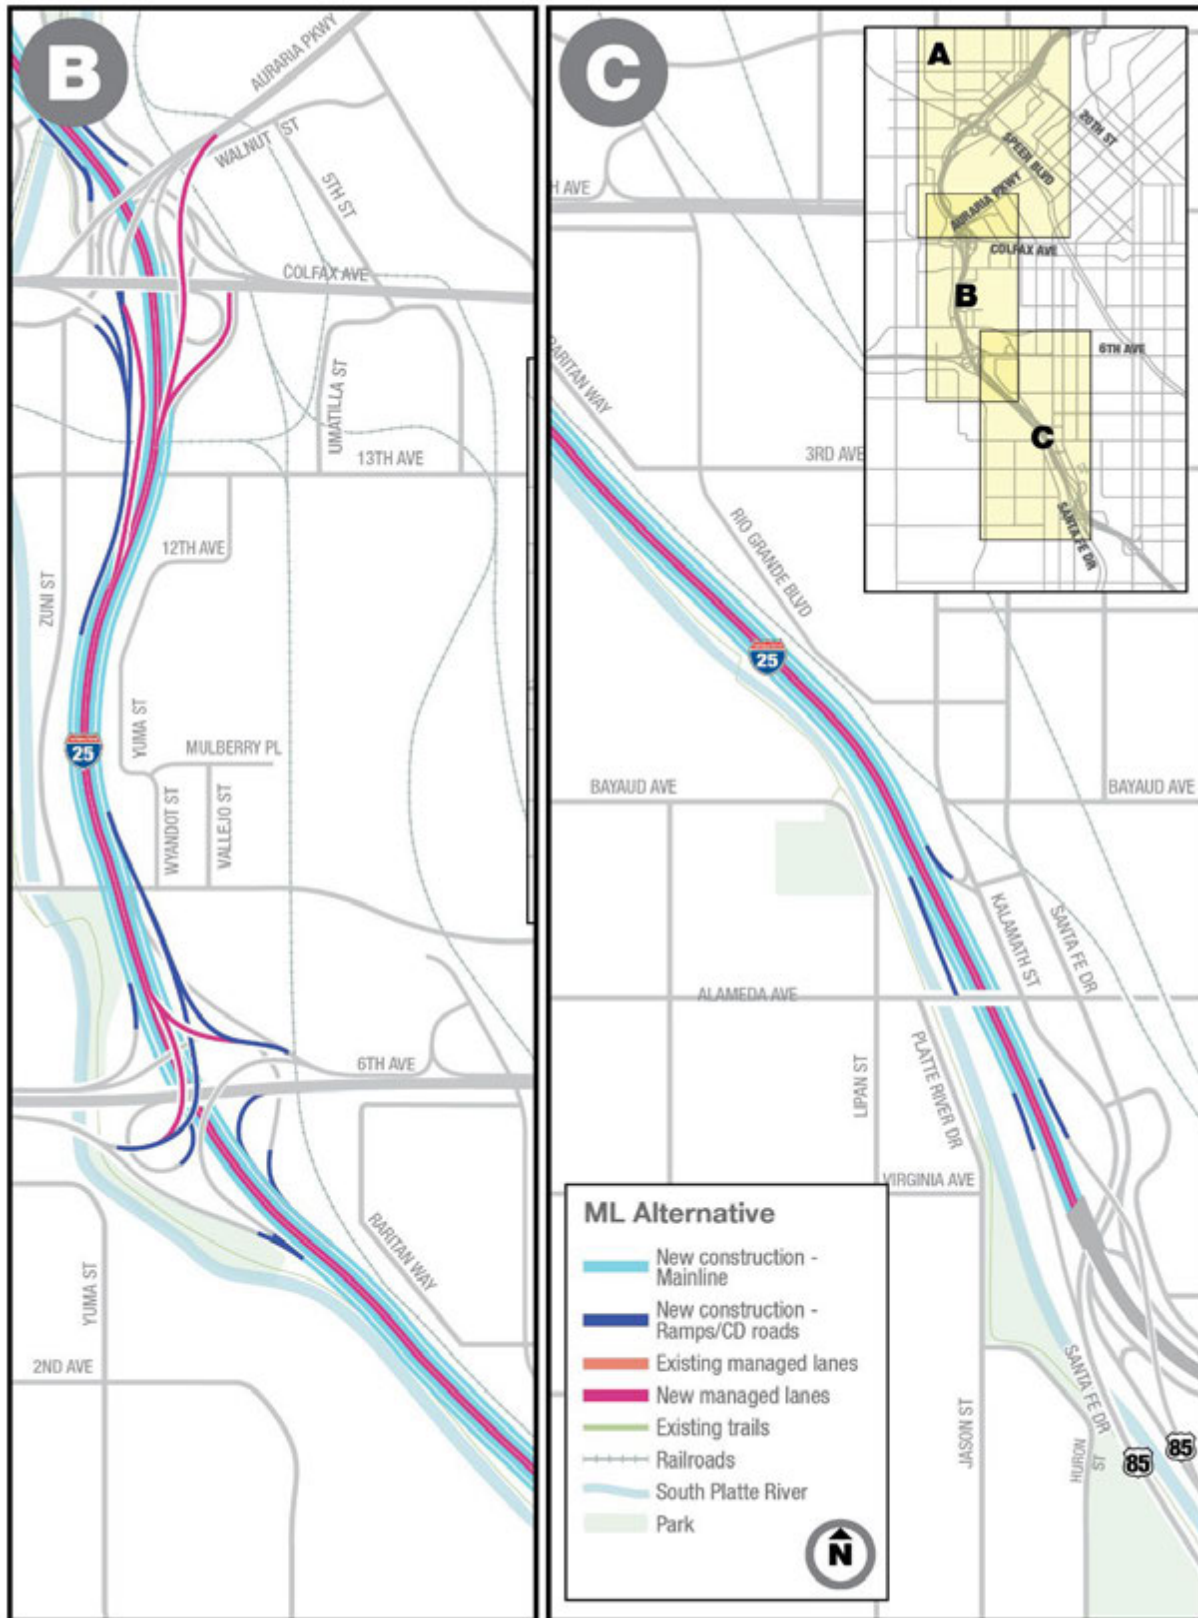 B
AURARIA PKWY
WALNUT ST
5TH ST
COLFAX AVE
UMATILLA ST
13TH AVE
12TH AVE
ZUNI ST
YUMA ST
25
MULBERRY PL
WYANDOT ST
VALLEJO ST
6TH AVE
RARITAN WAY
YUMA ST
2ND AVE
C
H AVE
RARITAN WAY
3RD AVE
RIO GRANDE BLVD
25
BAYAUD AVE
BAYAUD AVE
KALAMATH ST
SANTA FE DR
ALAMEDA AVE
LIPAN ST
PLATTE RIVER DR
VIRGINIA AVE
SANTA FE DR
JASON ST
HURON
ST
85
85
A
20TH ST
SPEER BLVD
AURARIA PKWY
COLFAX AVE
B
6TH AVE
C
SANTA FE DR
ML Alternative
New construction -
Mainline
New construction -
Ramps/CD roads
Existing managed lanes
New managed lanes
Existing trails
Railroads
South Platte River
Park
N